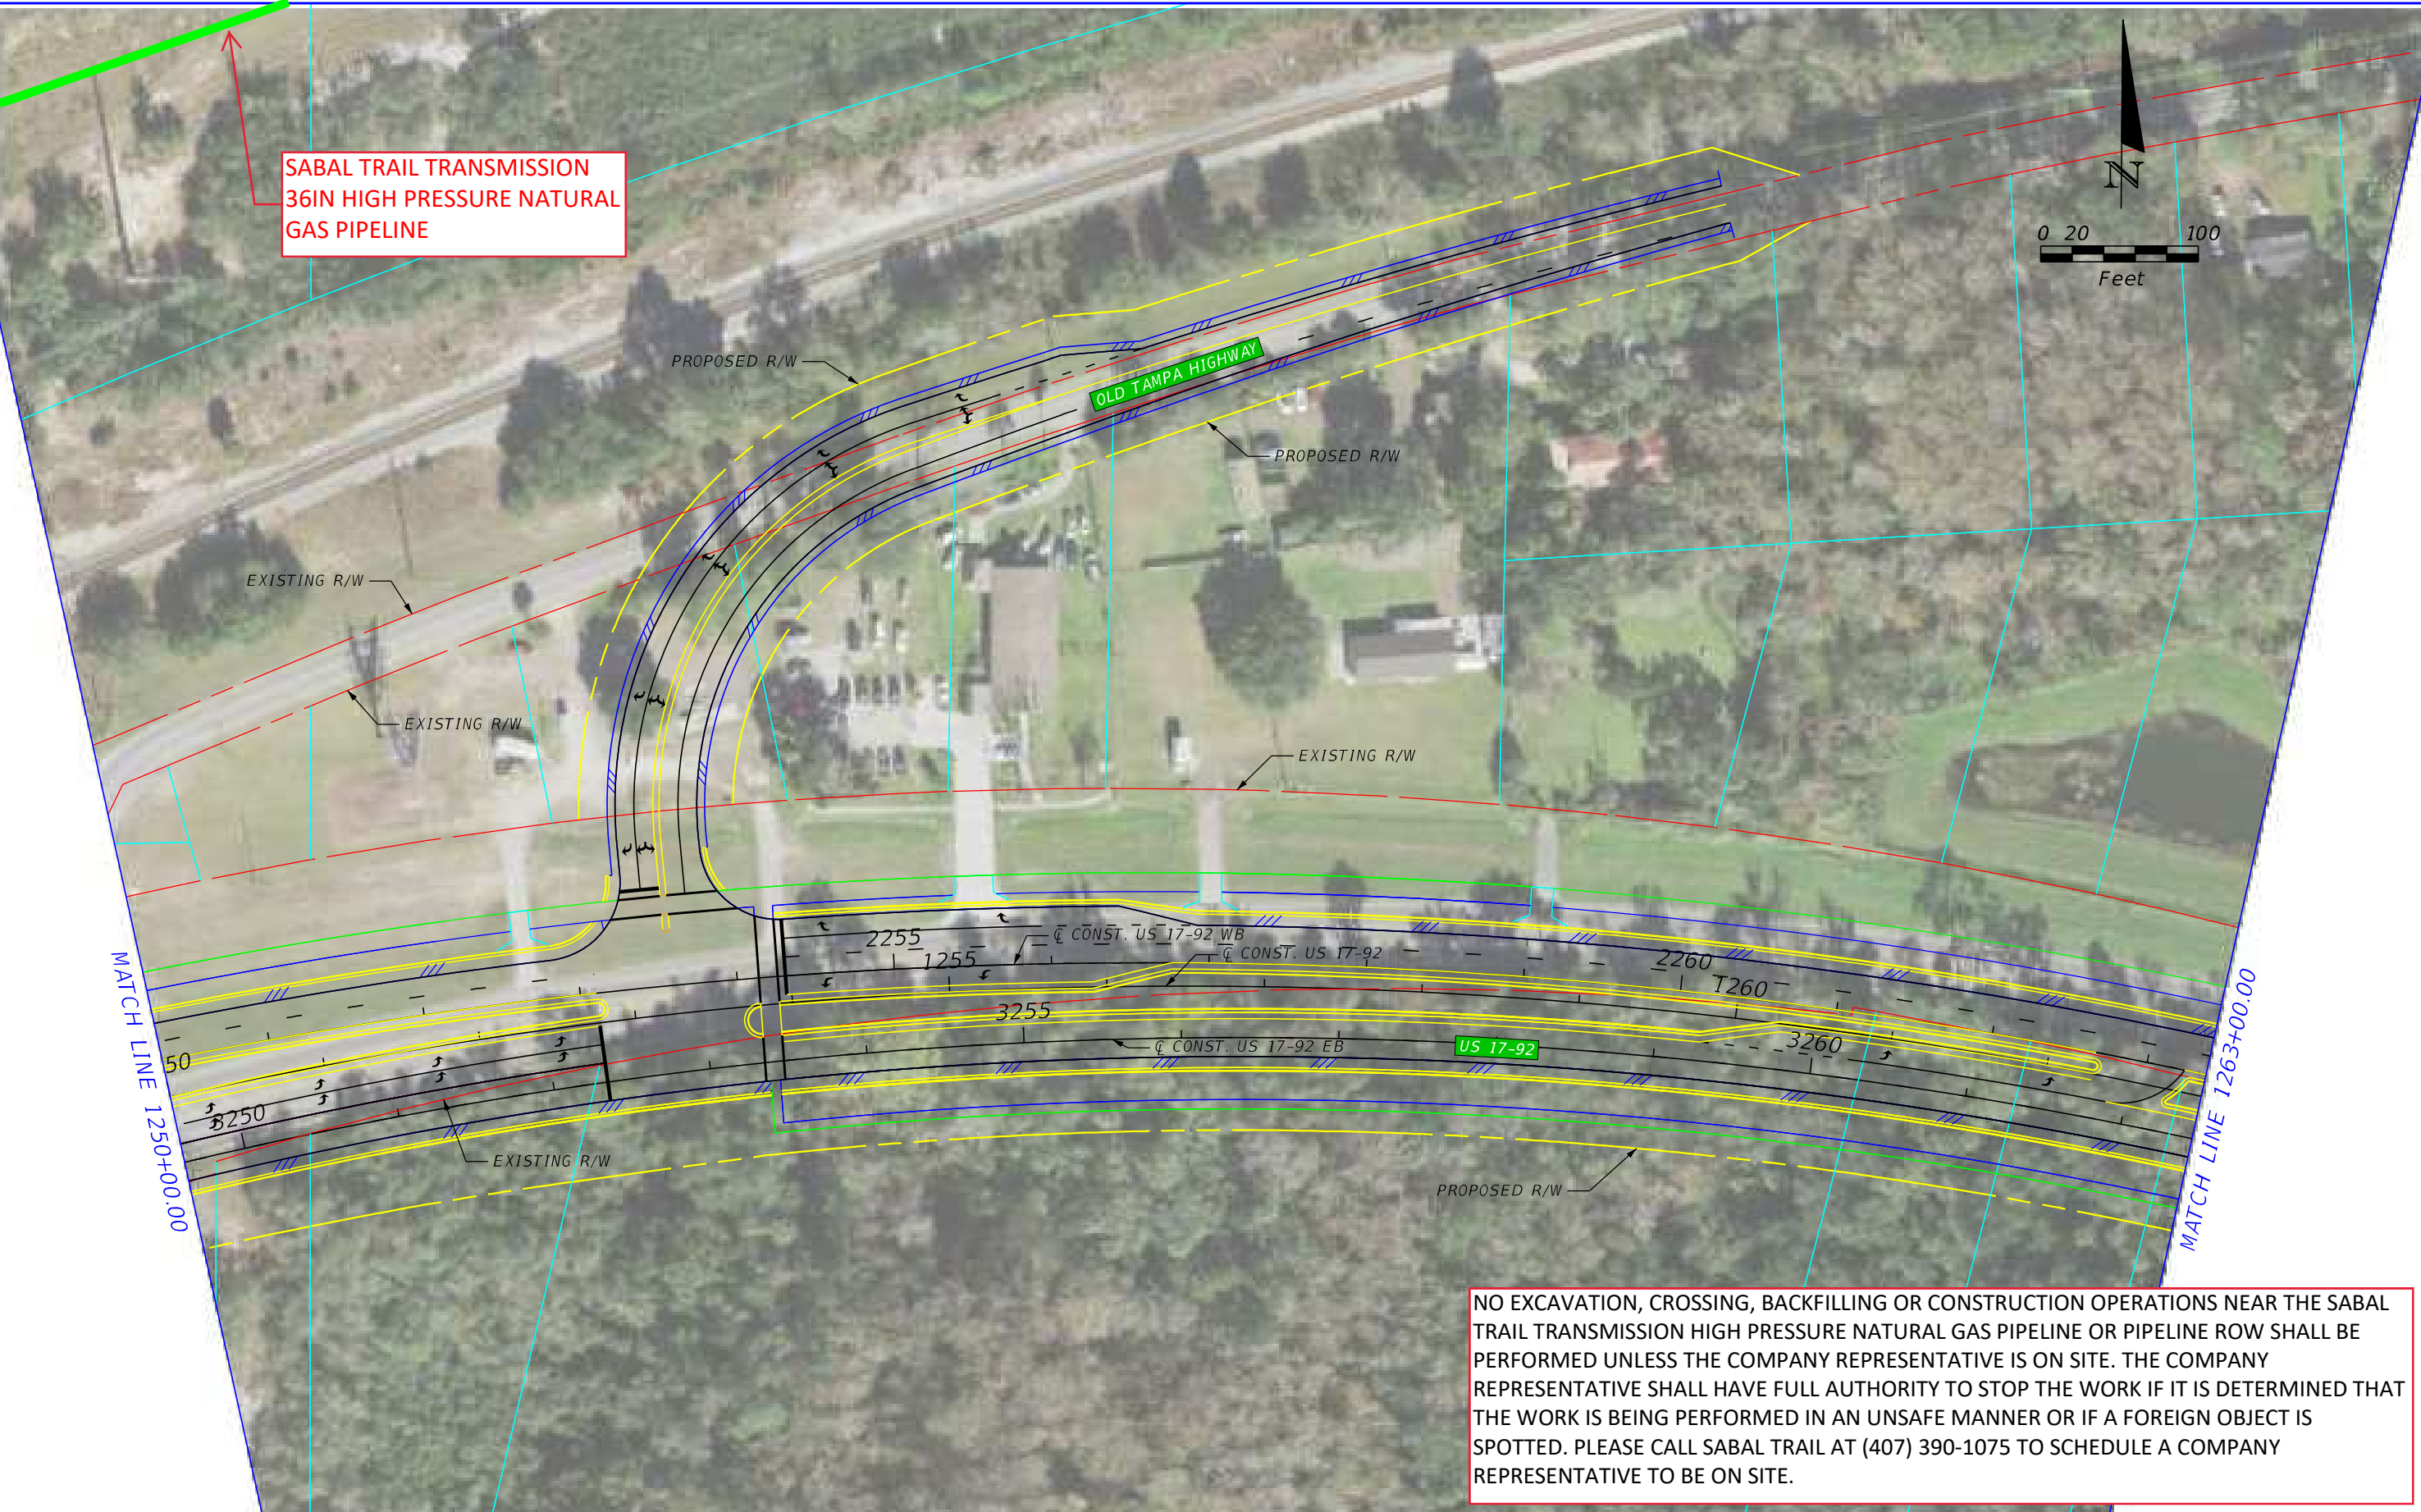 SABAL TRAIL TRANSMISSION
36IN HIGH PRESSURE NATURAL
GAS PIPELINE
N
0 20 100
Feet
PROPOSED R/W
OLD TAMPA HIGHWAY
PROPOSED R/W
EXISTING R/W
EXISTING R/W
EXISTING R/W
2255
℄ CONST. US 17-92 WB
1255
℄ CONST. US 17-92
2260
1260
3255
℄ CONST. US 17-92 EB
US 17-92
3260
50
3250
EXISTING R/W
PROPOSED R/W
MATCH LINE 1250+00.00
MATCH LINE 1263+00.00
NO EXCAVATION, CROSSING, BACKFILLING OR CONSTRUCTION OPERATIONS NEAR THE SABAL
TRAIL TRANSMISSION HIGH PRESSURE NATURAL GAS PIPELINE OR PIPELINE ROW SHALL BE
PERFORMED UNLESS THE COMPANY REPRESENTATIVE IS ON SITE. THE COMPANY
REPRESENTATIVE SHALL HAVE FULL AUTHORITY TO STOP THE WORK IF IT IS DETERMINED THAT
THE WORK IS BEING PERFORMED IN AN UNSAFE MANNER OR IF A FOREIGN OBJECT IS
SPOTTED. PLEASE CALL SABAL TRAIL AT (407) 390-1075 TO SCHEDULE A COMPANY
REPRESENTATIVE TO BE ON SITE.